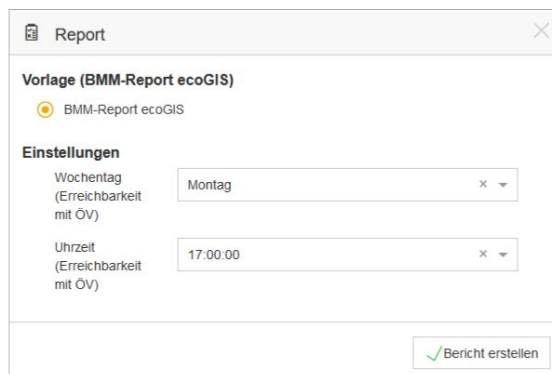 Report
Vorlage (BMM-Report ecoGIS)
BMM-Report ecoGIS
Einstellungen
Wochentag
(Erreichbarkeit
mit ÖV)
Montag
Uhrzeit
(Erreichbarkeit
mit ÖV)
17:00:00
Bericht erstellen